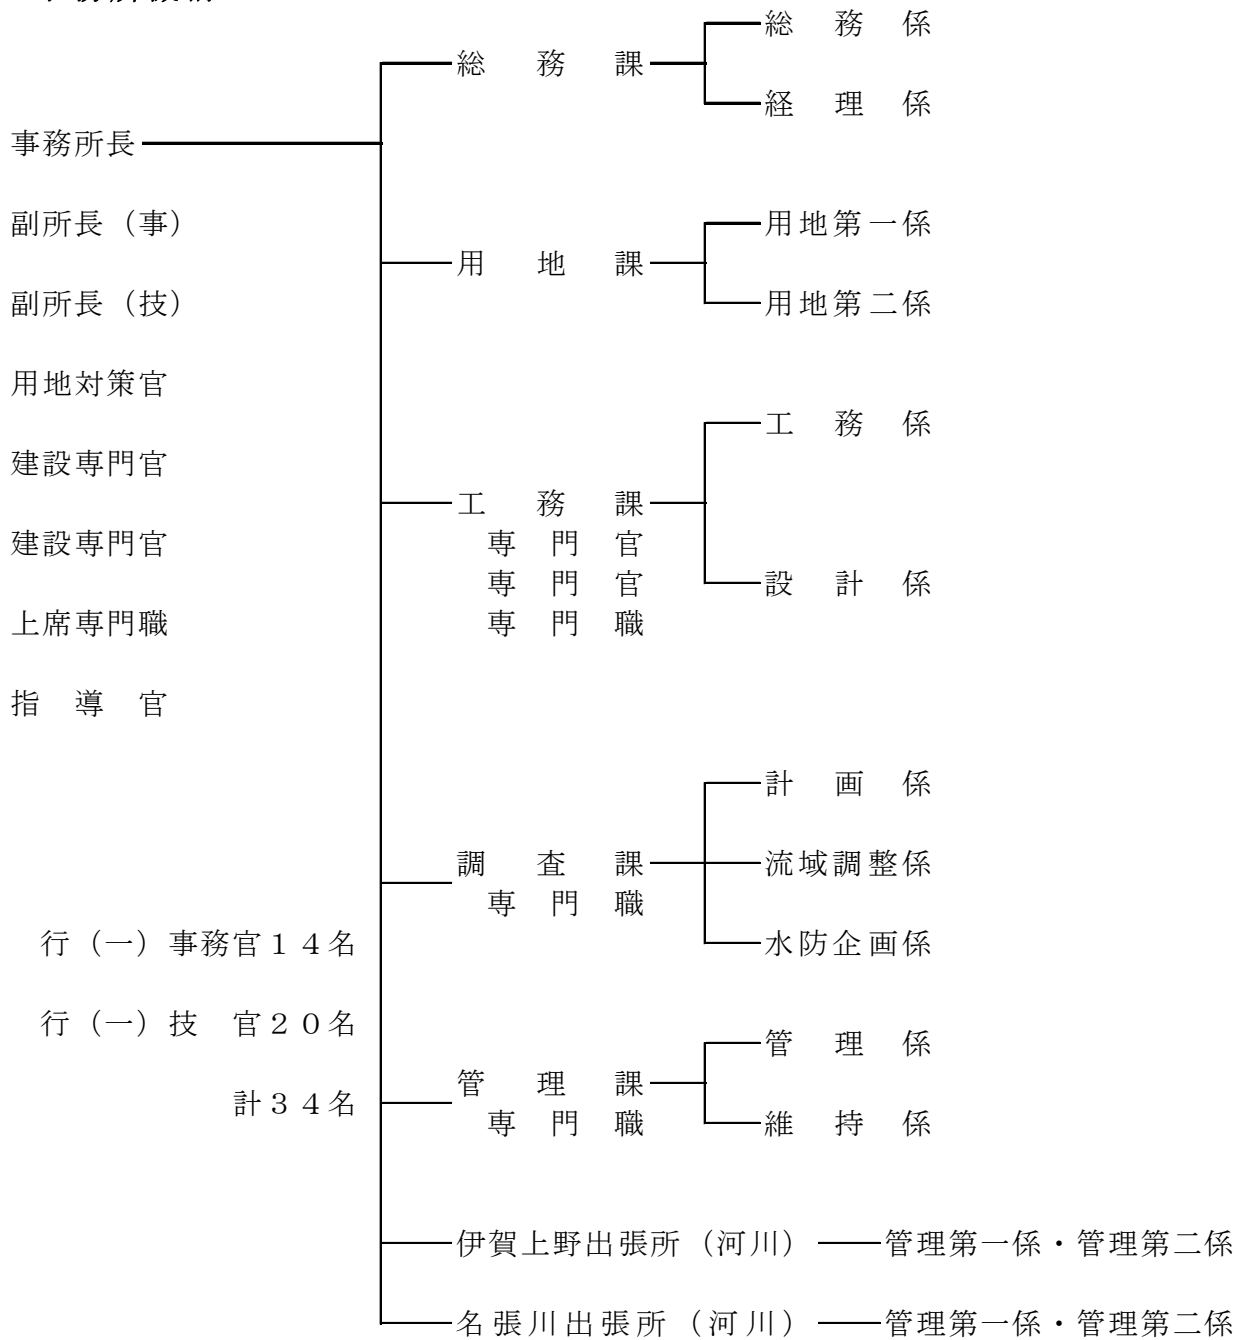 総務係
総務課
経理係
事務所長
副所長（事）
用地第一係
用地課
副所長（技）
用地第二係
用地対策官
工務係
建設専門官
工務課
専門官
建設専門官
専門官
設計係
上席専門職
専門職
指導官
計画係
調査課
流域調整係
専門職
行（一）事務官１４名
水防企画係
行（一）技　官２０名
管理係
管理課
計３４名
専門職
維持係
伊賀上野出張所（河川）
管理第一係・管理第二係
名張川出張所（河川）
管理第一係・管理第二係